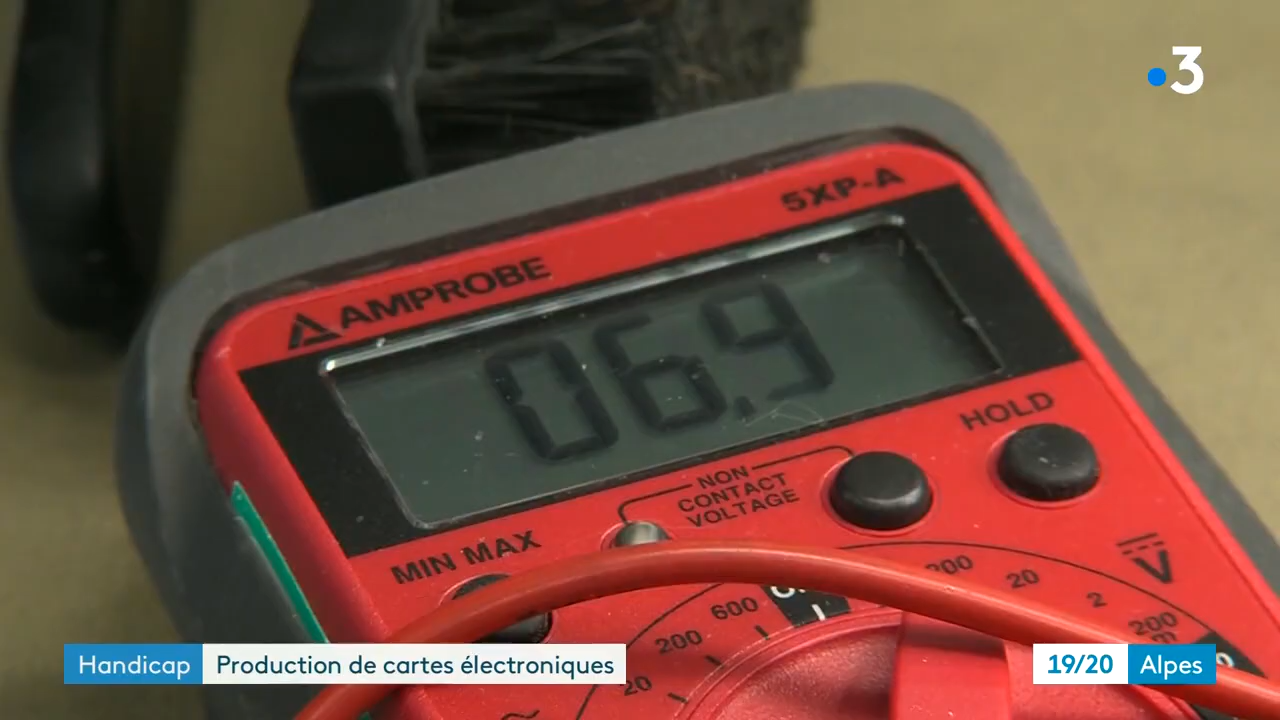 3
5XP-A
AMPROBE
06.9
HOLD
NON
CONTACT
VOLTAGE
MIN MAX
V
200
20
2
200
m
600
200
20
Handicap
Production de cartes électroniques
19/20
Alpes